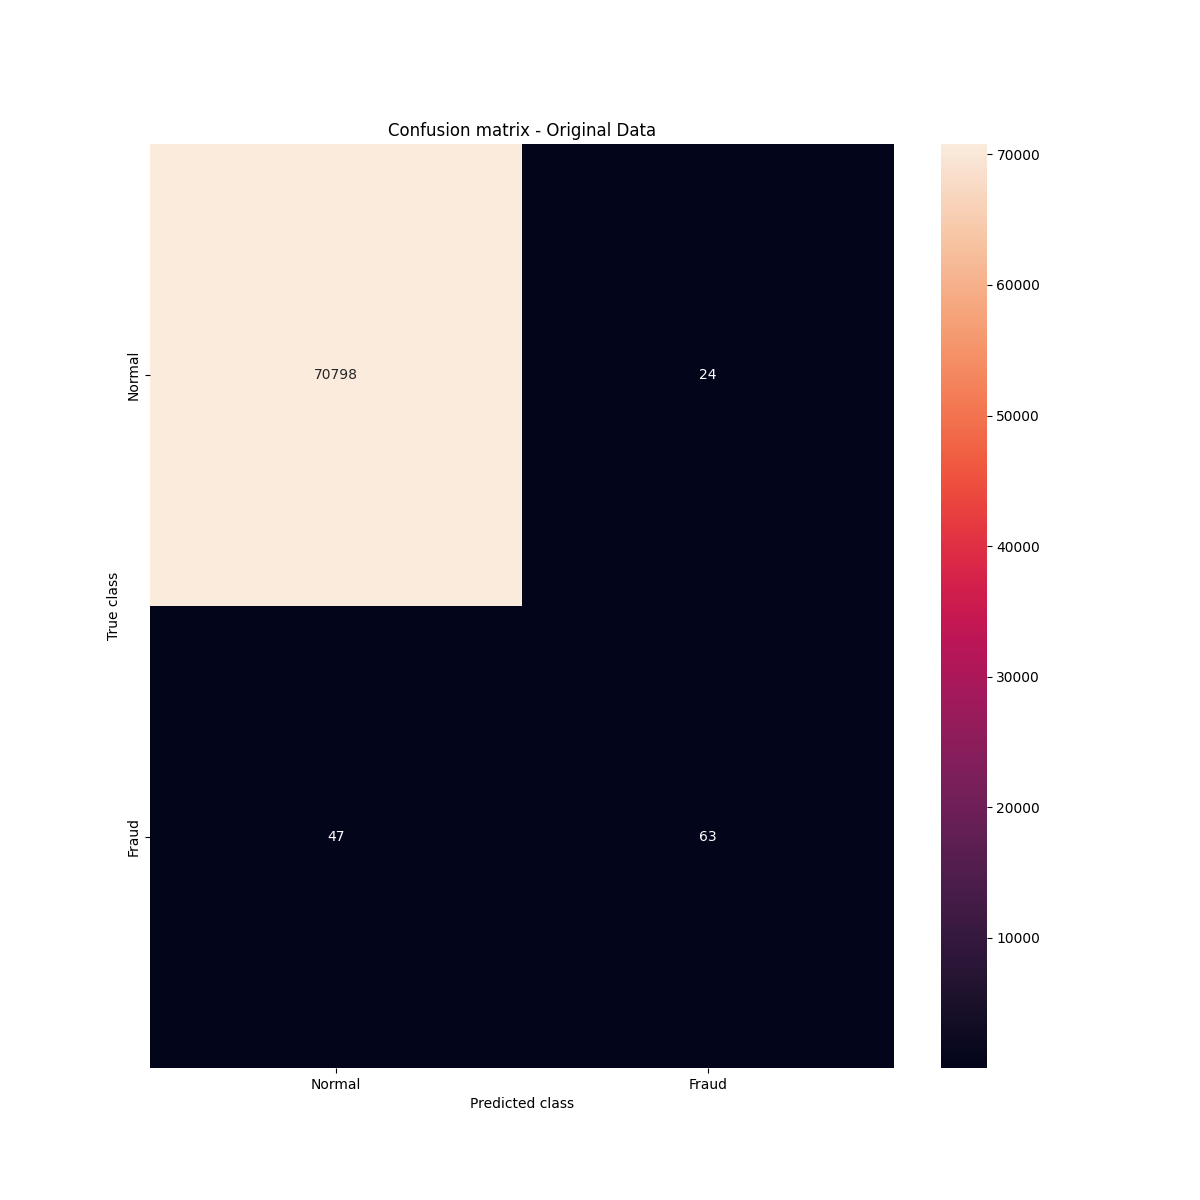 Confusion matrix - Original Data
Normal
70798
24
True class
Fraud
47
63
Normal
Fraud
Predicted class
70000
60000
50000
40000
30000
20000
10000